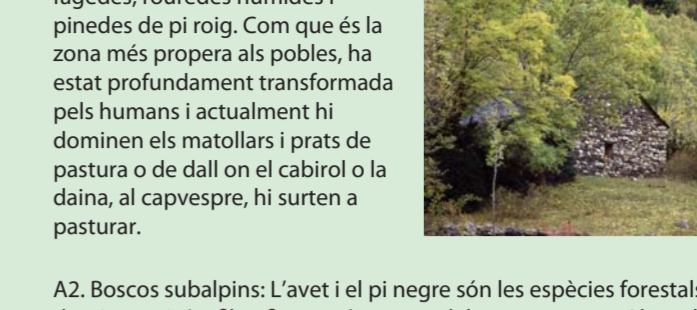 fagedes, rouredes humides i
pinedes de pi roig. Com que és la
zona més propera als pobles, ha
estat profundament transformada
pels humans i actualment hi
dominen els matollars i prats de
pastura o de dall on el cabirol o la
daina, al capvespre, hi surten a
pasturar.
A2. Boscos subalpins: L'avet i el pi negre són les espècies forestals